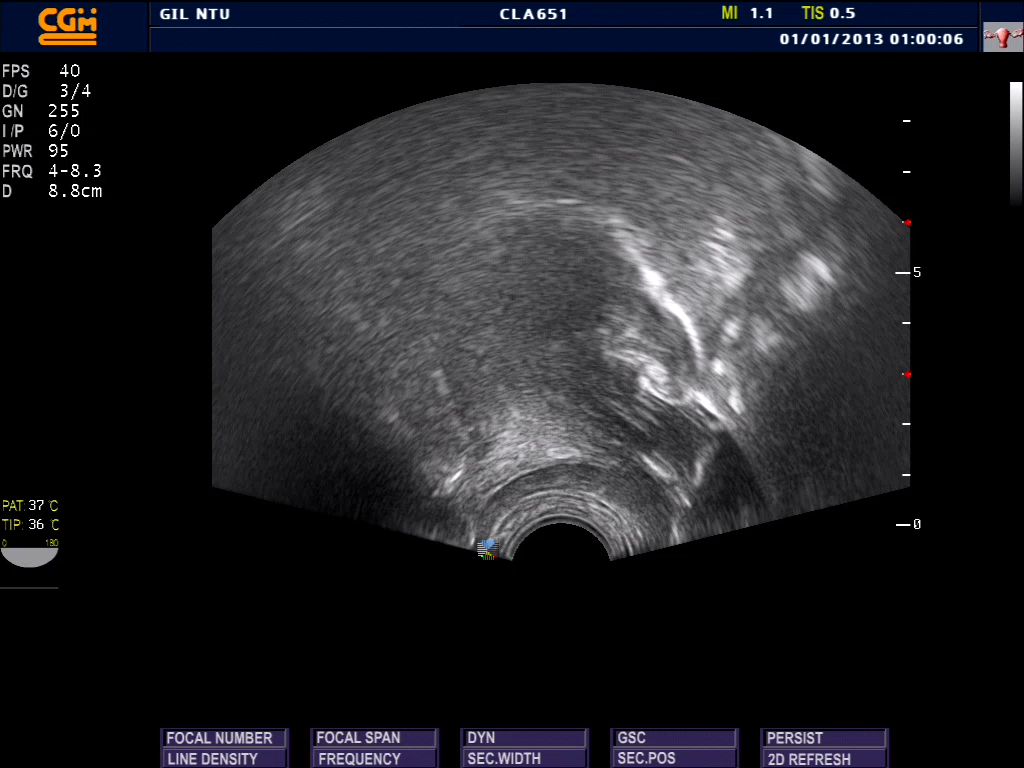 CGM
GIL NTU CLA651 MI 1.1 TIS 0.5
01/01/2013 01:00:06
FPS 40
D/G 3/4
GN 255
I/P 6/0
PWR 95
FRQ 4-8.3
D 8.8cm
5
PAT: 37 °C
TIP: 36 °C
0 180
0
FOCAL NUMBER FOCAL SPAN DYN GSC PERSIST
LINE DENSITY FREQUENCY SEC.WIDTH SEC.POS 2D REFRESH